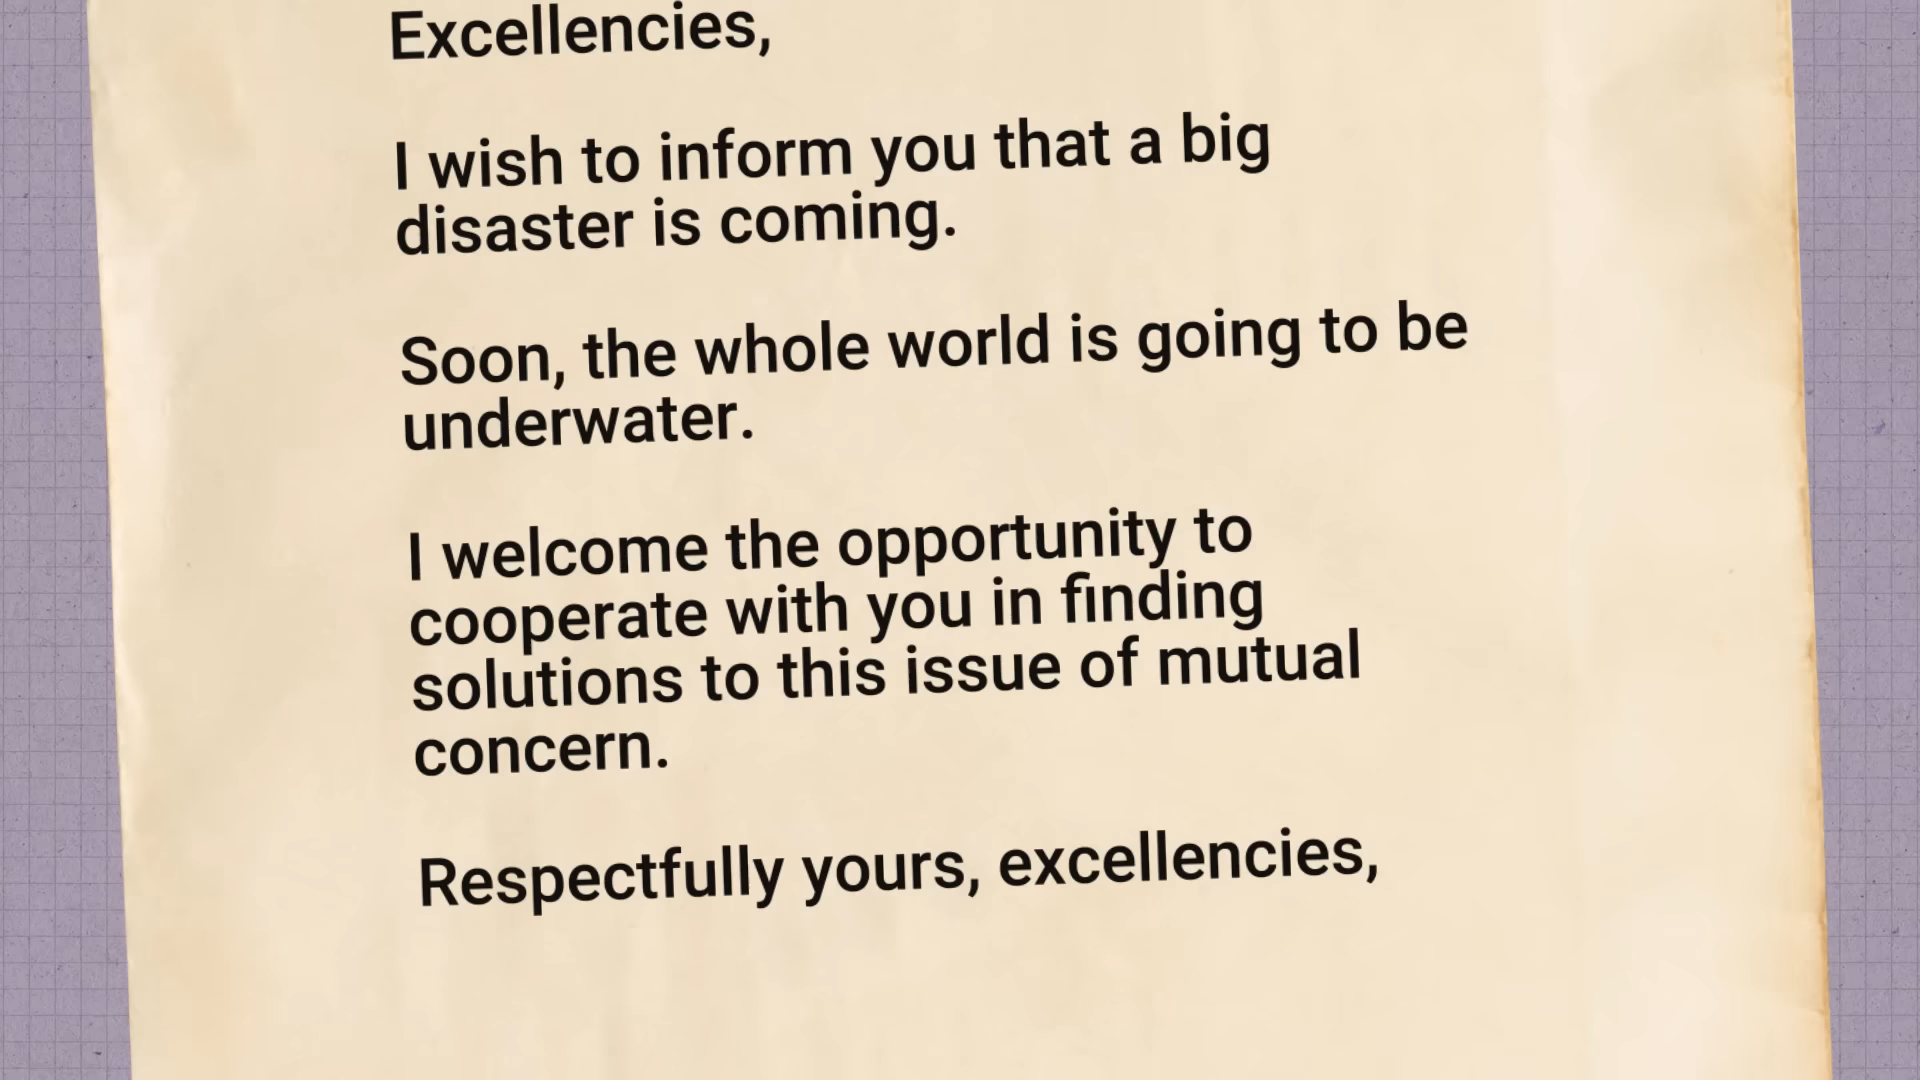 Excellencies,
I wish to inform you that a big
disaster is coming.
Soon, the whole world is going to be
underwater.
I welcome the opportunity to
cooperate with you in finding
solutions to this issue of mutual
concern.
Respectfully yours, excellencies,